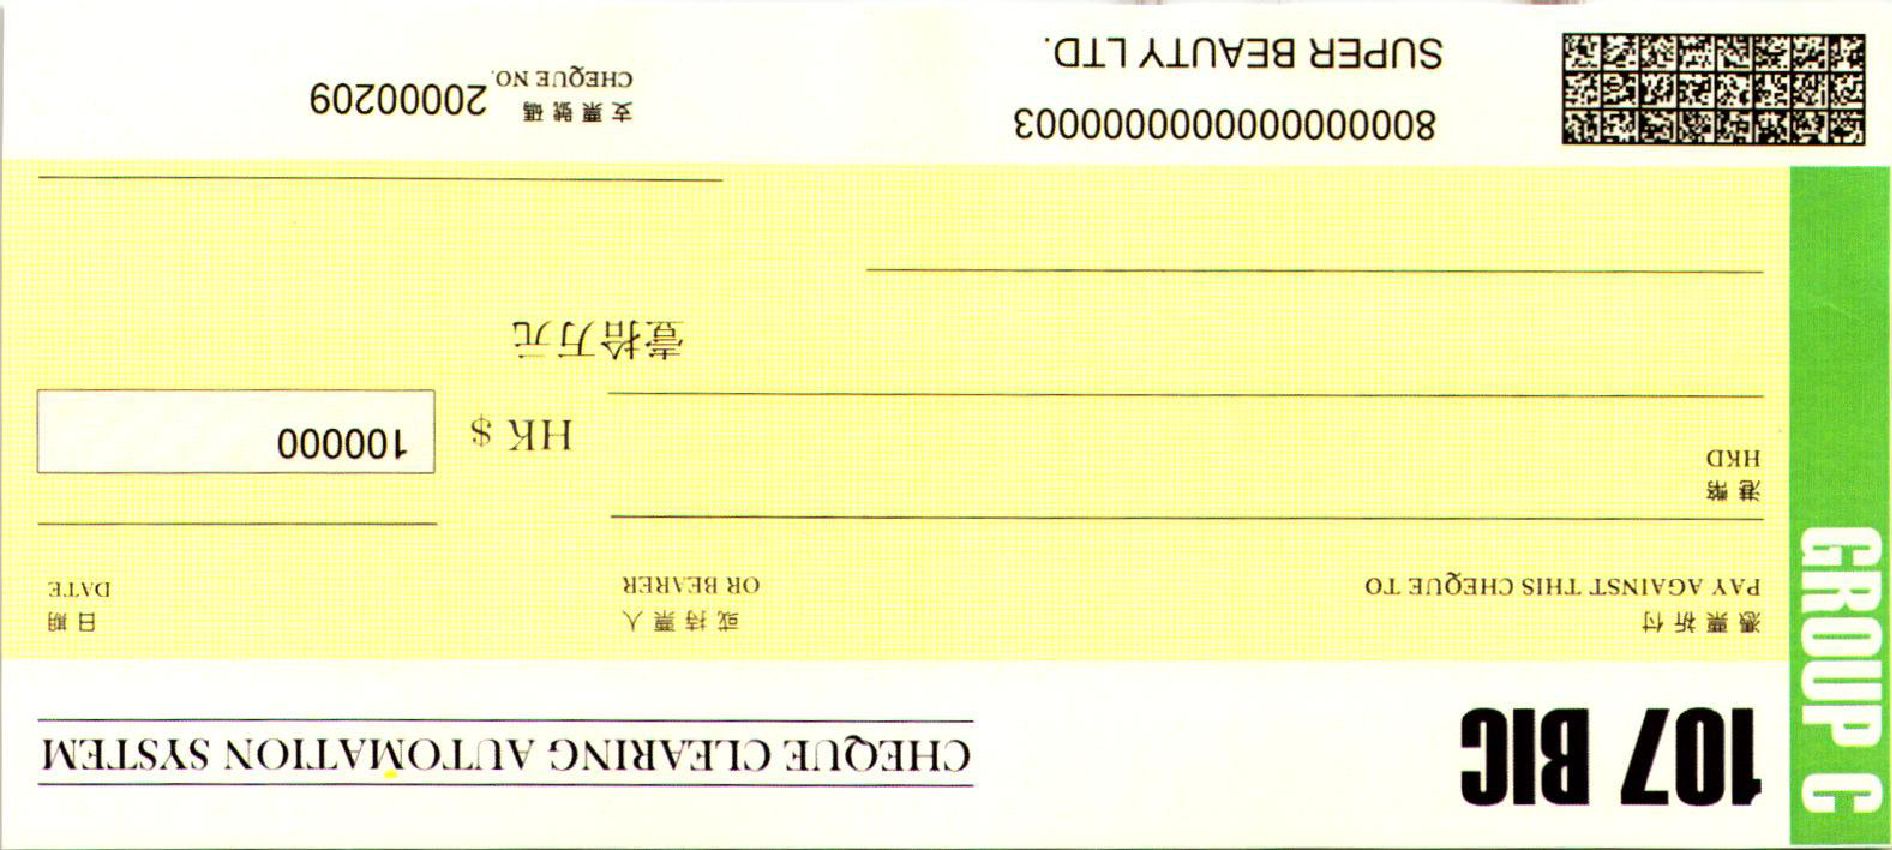 GROUP C
107 BIC
CHEQUE CLEARING AUTOMATION SYSTEM
憑票祈付
PAY AGAINST THIS CHEQUE TO
或持票人
OR BEARER
日期
DATE
港幣
HKD
HK $
100000
壹拾万元
8000000000000000003
SUPER BEAUTY LTD.
支票號碼
CHEQUE NO.
20000209